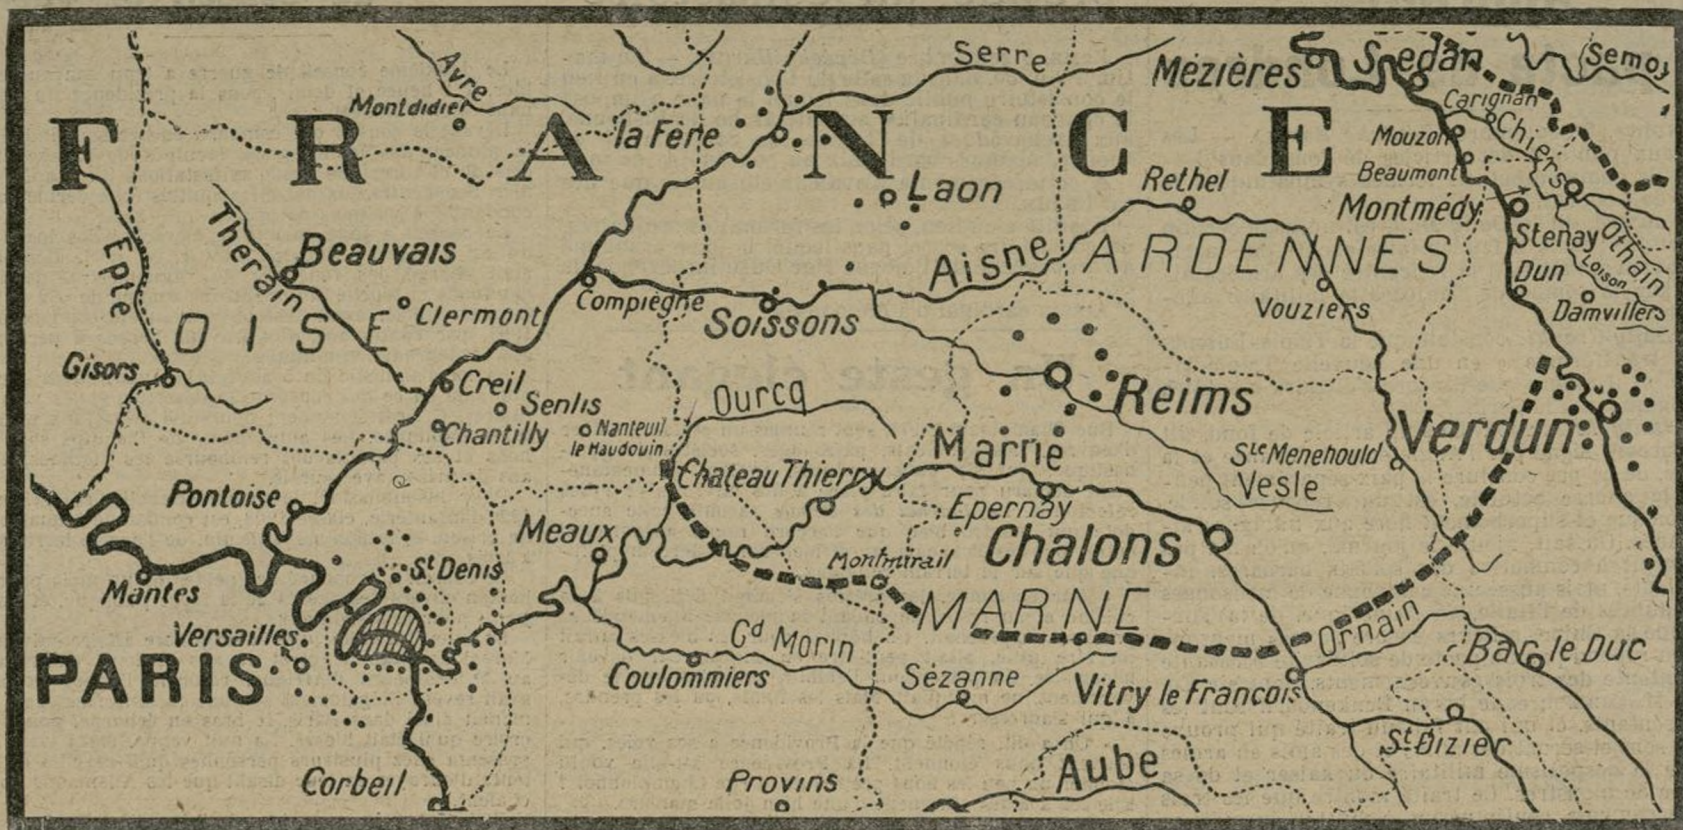 Serre
Sedan
Semoy
Avre
Mézières
Carignan
Montdidier
Chiers
FRANCE
la Fère
Mouzon
Beaumont
Laon
Rethel
Montmédy
Therain
Epte
Beauvais
Aisne
ARDENNES
Stenay
Othain
Loison
Dun
Clermont
Compiègne
Soissons
Vouziers
Damvillers
OISE
Gisors
Creil
Senlis
Ourcq
Reims
Chantilly
Nanteuil
le Haudouin
Marne
Verdun
Chateau Thierry
Ste Menehould
Vesle
Pontoise
Epernay
Meaux
Chalons
Montmirail
St Denis
Mantes
MARNE
Versailles
Gd Morin
Ornain
PARIS
Bar le Duc
Coulommiers
Sézanne
Vitry le François
St Dizier
Aube
Corbeil
Provins